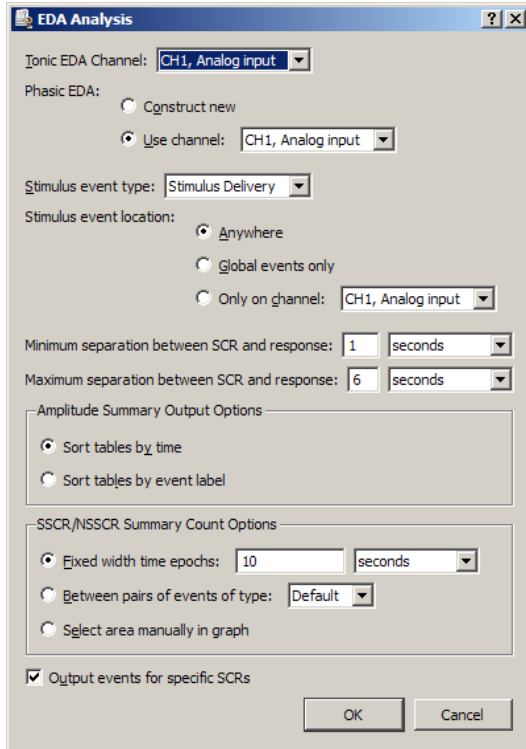 EDA Analysis
Tonic EDA Channel: CH1, Analog input
Phasic EDA:
Construct new
Use channel: CH1, Analog input
Stimulus event type: Stimulus Delivery
Stimulus event location:
Anywhere
Global events only
Only on channel: CH1, Analog input
Minimum separation between SCR and response: 1 seconds
Maximum separation between SCR and response: 6 seconds
Amplitude Summary Output Options
Sort tables by time
Sort tables by event label
SSCR/NSSCR Summary Count Options
Fixed width time epochs: 10 seconds
Between pairs of events of type: Default
Select area manually in graph
Output events for specific SCRs
OK Cancel